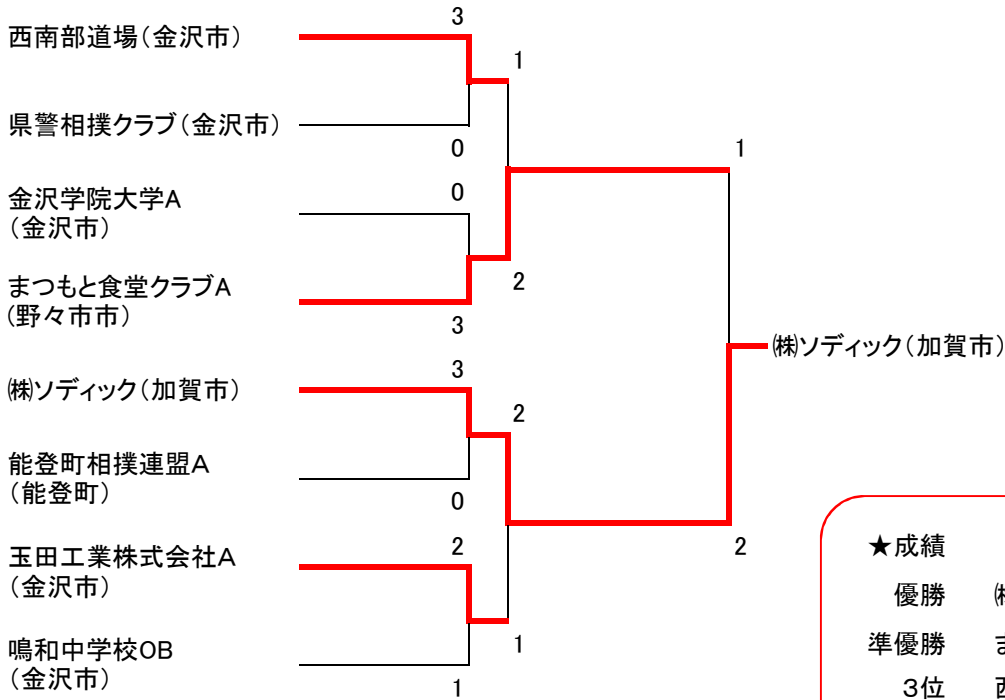 3
西南部道場(金沢市)
1
県警相撲クラブ(金沢市)
0
1
0
金沢学院大学A
(金沢市)
2
まつもと食堂クラブA
(野々市市)
3
㈱ソディック(加賀市)
3
㈱ソディック(加賀市)
2
能登町相撲連盟A
(能登町)
0
2
2
玉田工業株式会社A
(金沢市)
1
鳴和中学校OB
(金沢市)
1
★成績
優勝
準優勝 ま
3位 西